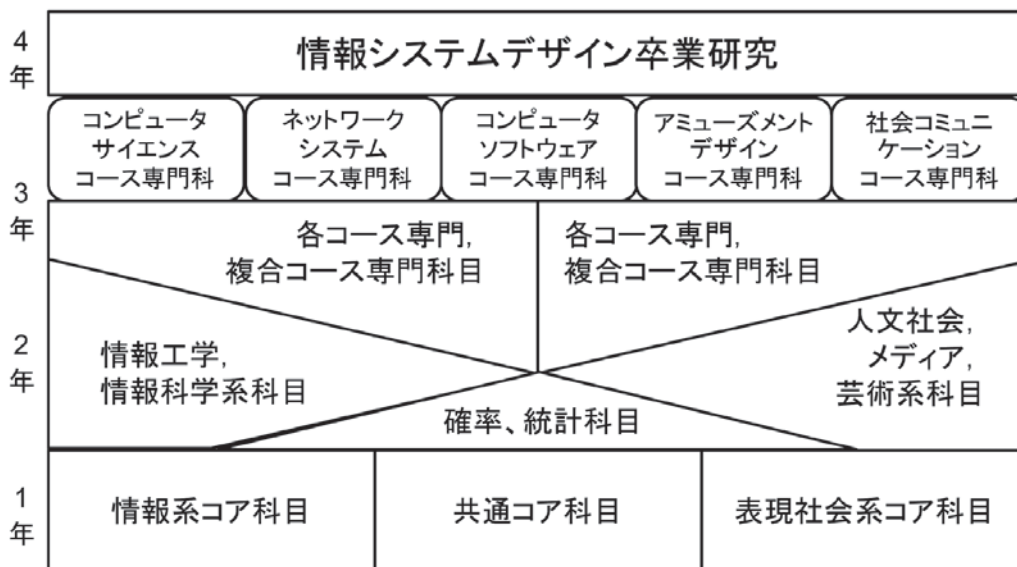 4
年
情報システムデザイン卒業研究
コンピュータ
サイエンス
コース専門科
ネットワーク
システム
コース専門科
コンピュータ
ソフトウェア
コース専門科
アミューズメント
デザイン
コース専門科
社会コミュニ
ケーション
コース専門科
3
年
各コース専門,
複合コース専門科目
各コース専門,
複合コース専門科目
2
年
情報工学,
情報科学系科目
人文社会,
メディア,
芸術系科目
確率、統計科目
1
年
情報系コア科目
共通コア科目
表現社会系コア科目